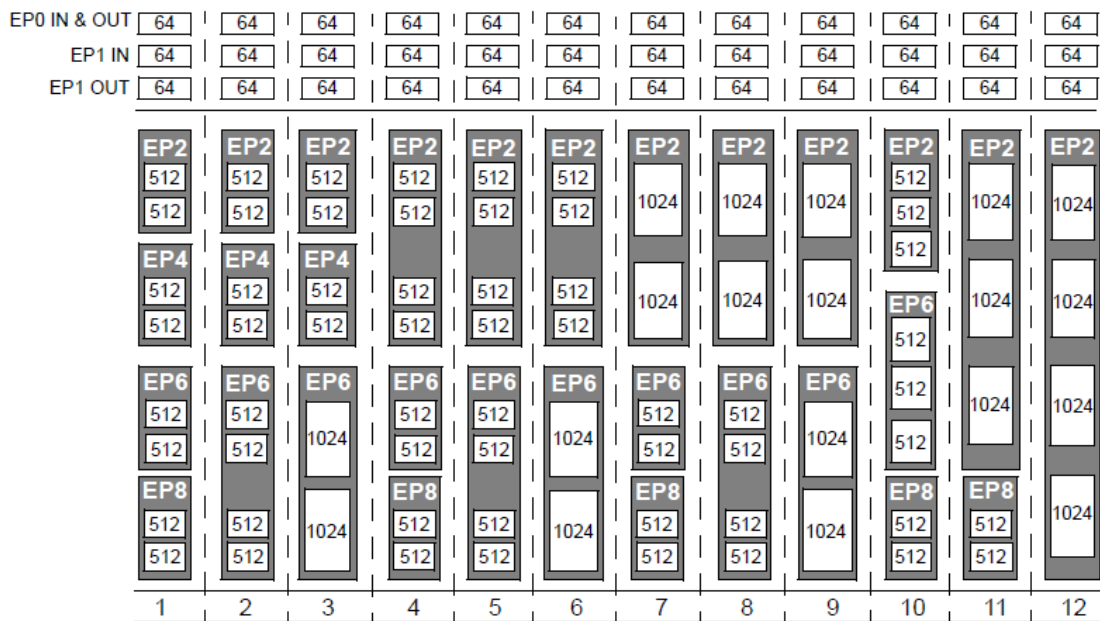 EP0 IN & OUT 64 64 64 64 64 64 64 64 64 64 64 64
EP1 IN 64 64 64 64 64 64 64 64 64 64 64 64
EP1 OUT 64 64 64 64 64 64 64 64 64 64 64 64
EP2 EP2 EP2 EP2 EP2 EP2 EP2 EP2 EP2 EP2 EP2 EP2
512 512 512 512 512 512 512
512 512 512 512 512 512 1024 1024 1024 512 1024 1024
512
EP4 EP4 EP4
512 512 512 512 512 512 1024 1024 1024 EP6 1024 1024
512 512 512 512 512 512 512
EP6 EP6 EP6 EP6 EP6 EP6 EP6 EP6 EP6 512
512 512 512 512 512 512 1024 1024
512 512 1024 512 512 1024 512 512 1024 512
EP8 EP8 EP8 EP8 EP8
512 512 1024 512 512 1024 512 512 1024 512 512 1024
512 512 512 512 512 512 512 512
1 2 3 4 5 6 7 8 9 10 11 12